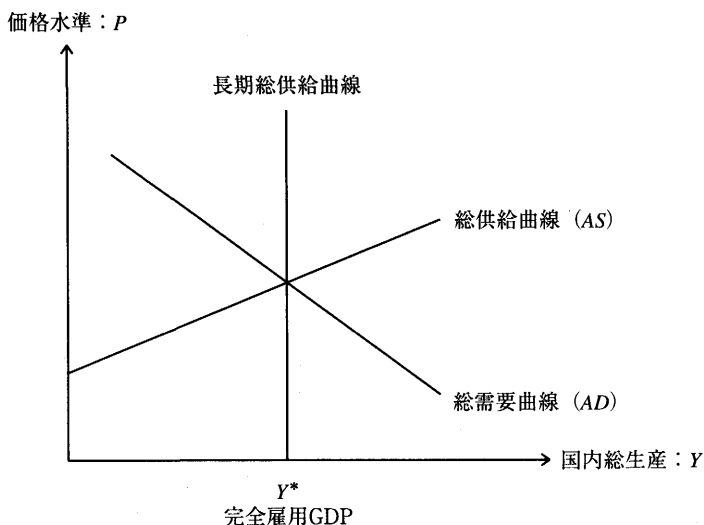 価格水準：P
長期総供給曲線
総供給曲線（AS）
総需要曲線（AD）
国内総生産：Y
Y*
完全雇用GDP